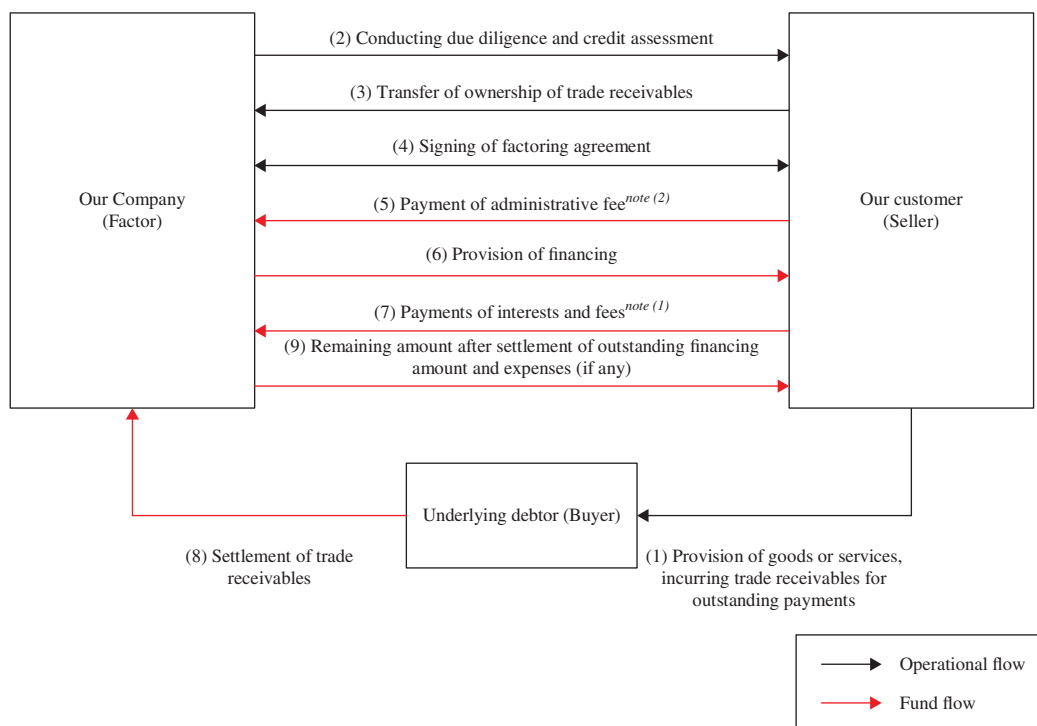 (2) Conducting due diligence and credit assessment
(3) Transfer of ownership of trade receivables
(4) Signing of factoring agreement
Our Company
(Factor)
Our customer
(Seller)
(5) Payment of administrative fee note (2)
(6) Provision of financing
(7) Payments of interests and fees note (1)
(9) Remaining amount after settlement of outstanding financing
amount and expenses (if any)
Underlying debtor (Buyer)
(8) Settlement of trade
receivables
(1) Provision of goods or services,
incurring trade receivables for
outstanding payments
Operational flow
Fund flow